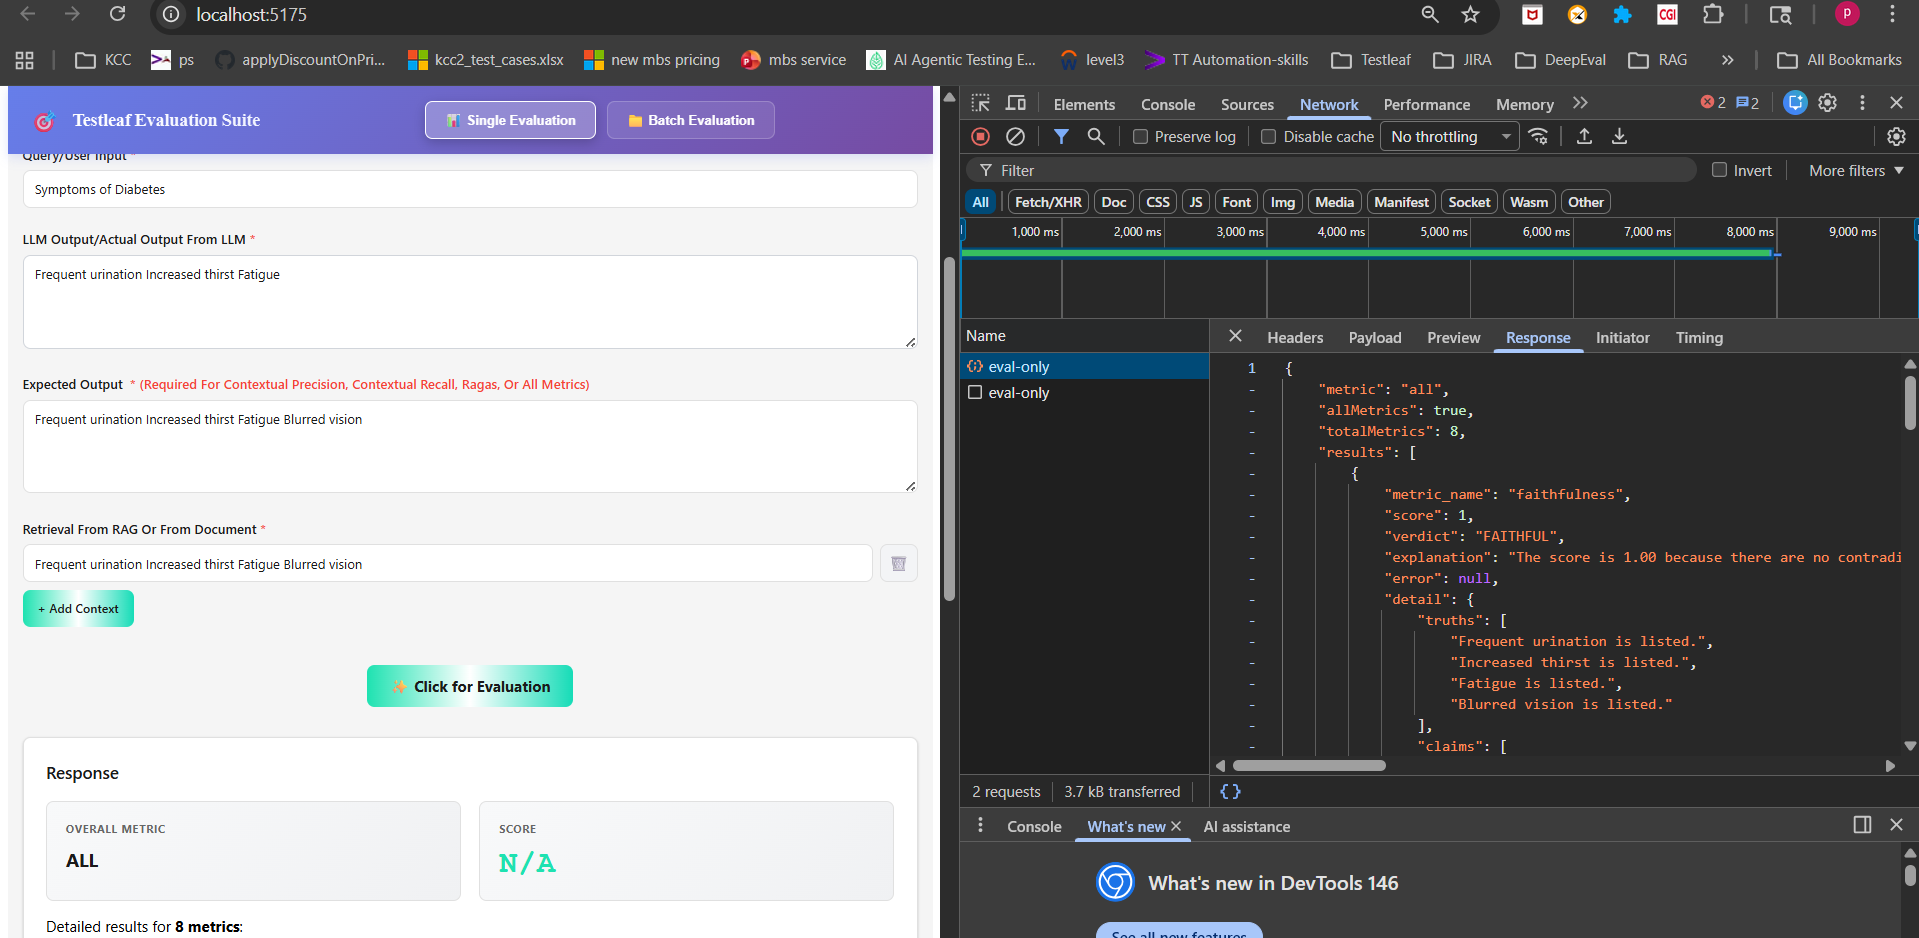 localhost:5175
KCC
ps
applyDiscountOnPri...
kcc2_test_cases.xlsx
new mbs pricing
mbs service
AI Agentic Testing E...
level3
TT Automation-skills
Testleaf
JIRA
DeepEval
RAG
»
All Bookmarks
CGI
P
Testleaf Evaluation Suite
Single Evaluation
Batch Evaluation
Query/User Input *
Symptoms of Diabetes
LLM Output/Actual Output From LLM *
Frequent urination Increased thirst Fatigue
Expected Output * (Required For Contextual Precision, Contextual Recall, Ragas, Or All Metrics)
Frequent urination Increased thirst Fatigue Blurred vision
Retrieval From RAG Or From Document *
Frequent urination Increased thirst Fatigue Blurred vision
+ Add Context
✨ Click for Evaluation
Response
OVERALL METRIC
ALL
SCORE
N/A
Detailed results for 8 metrics:
Elements
Console
Sources
Network
Performance
Memory
2
2
Preserve log
Disable cache
No throttling
Filter
Invert
More filters
All
Fetch/XHR
Doc
CSS
JS
Font
Img
Media
Manifest
Socket
Wasm
Other
1,000 ms
2,000 ms
3,000 ms
4,000 ms
5,000 ms
6,000 ms
7,000 ms
8,000 ms
9,000 ms
Name
eval-only
eval-only
Headers
Payload
Preview
Response
Initiator
Timing
1 {
- "metric": "all",
- "allMetrics": true,
- "totalMetrics": 8,
- "results": [
- {
- "metric_name": "faithfulness",
- "score": 1,
- "verdict": "FAITHFUL",
- "explanation": "The score is 1.00 because there are no contradi
- "error": null,
- "detail": {
- "truths": [
- "Frequent urination is listed.",
- "Increased thirst is listed.",
- "Fatigue is listed.",
- "Blurred vision is listed."
- ],
- "claims": [
2 requests
3.7 kB transferred
{}
Console
What's new
AI assistance
What's new in DevTools 146
See all new features